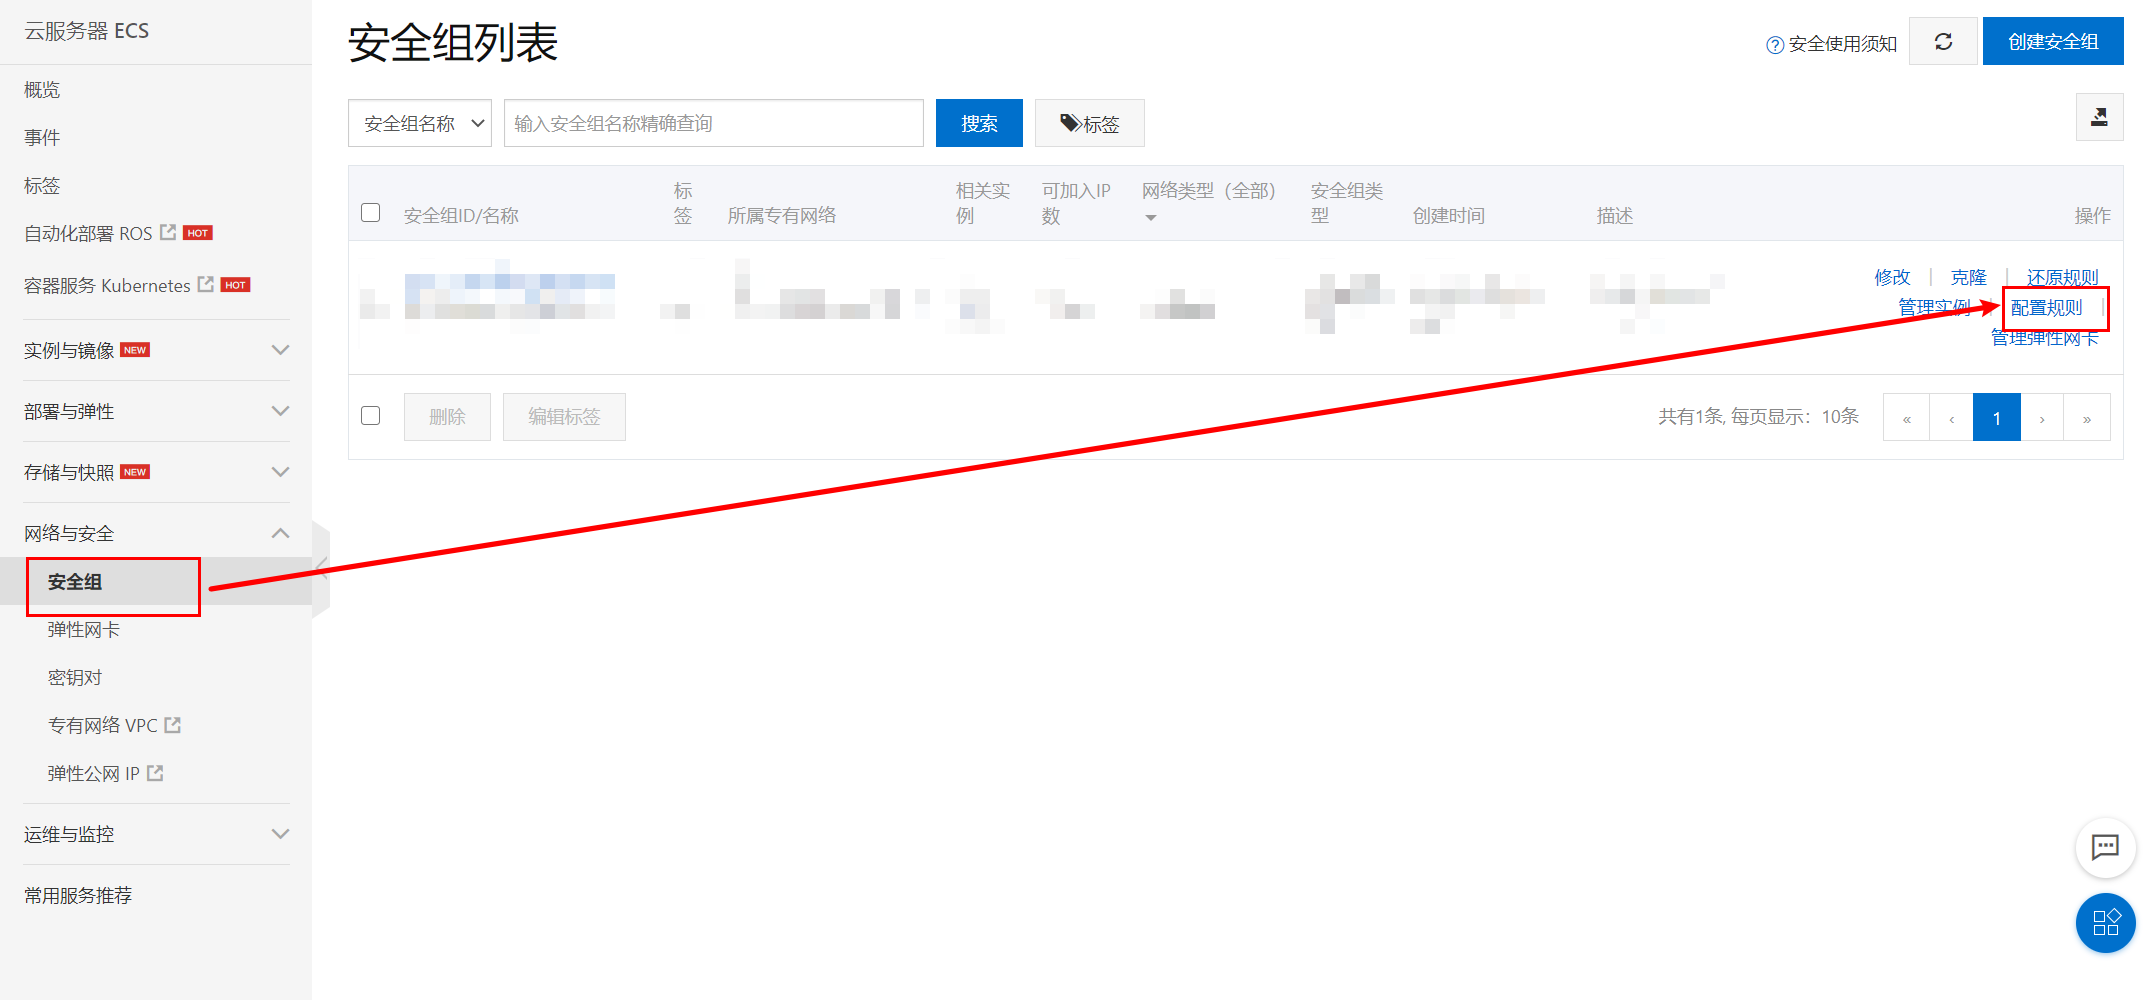 云服务器 ECS
概览
事件
标签
自动化部署 ROS HOT
容器服务 Kubernetes HOT
实例与镜像 NEW
部署与弹性
存储与快照 NEW
网络与安全
安全组
弹性网卡
密钥对
专有网络 VPC
弹性公网 IP
运维与监控
常用服务推荐
安全组列表
安全使用须知
创建安全组
安全组名称 输入安全组名称精确查询 搜索 标签
安全组ID/名称 标签 所属专有网络 相关实例 可加入IP数 网络类型（全部） 安全组类型 创建时间 描述 操作
修改 | 克隆 | 还原规则
管理实例 | 配置规则 |
管理弹性网卡
删除 编辑标签 共有1条, 每页显示：10条 « ‹ 1 › »